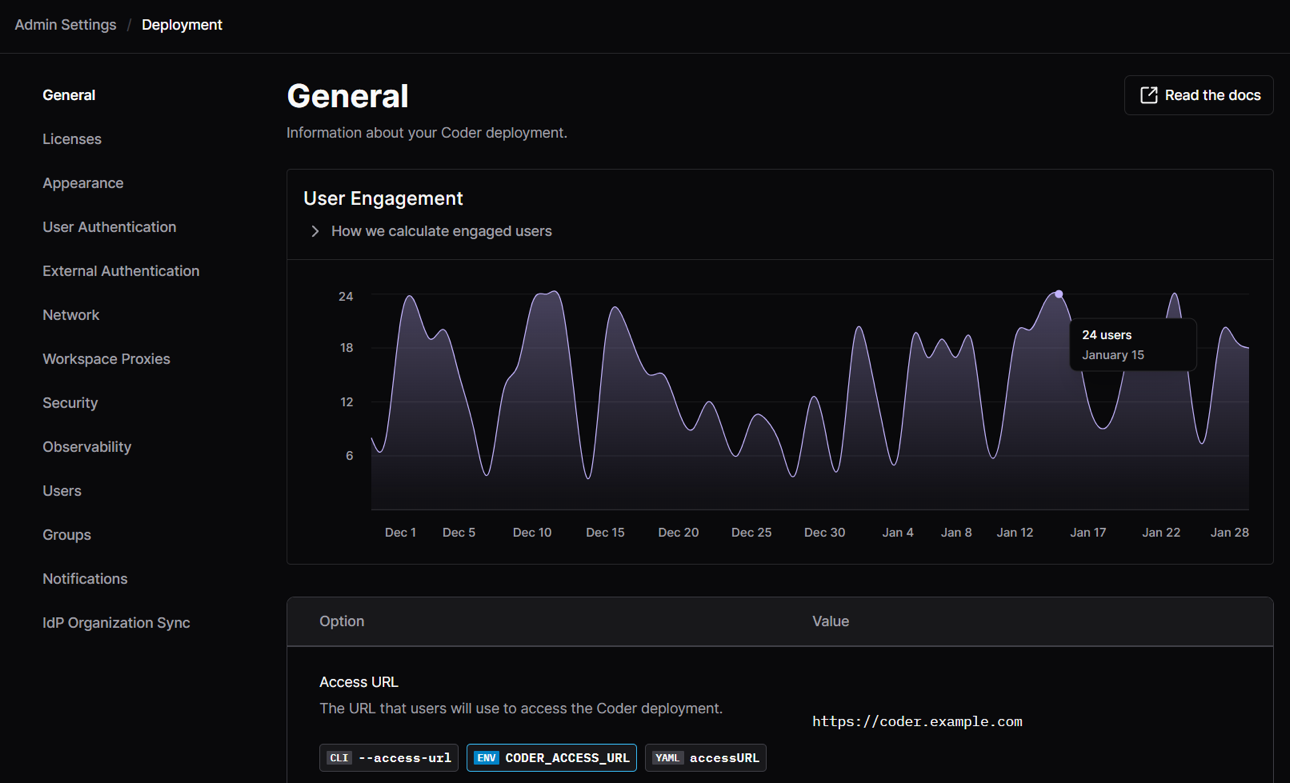 Admin Settings / Deployment
General
Licenses
Appearance
User Authentication
External Authentication
Network
Workspace Proxies
Security
Observability
Users
Groups
Notifications
IdP Organization Sync
General
Read the docs
Information about your Coder deployment.
User Engagement
How we calculate engaged users
24
18
12
6
24 users
January 15
Dec 1 Dec 5 Dec 10 Dec 15 Dec 20 Dec 25 Dec 30 Jan 4 Jan 8 Jan 12 Jan 17 Jan 22 Jan 28
Option Value
Access URL
The URL that users will use to access the Coder deployment.
https://coder.example.com
CLI --access-url ENV CODER_ACCESS_URL YAML accessURL